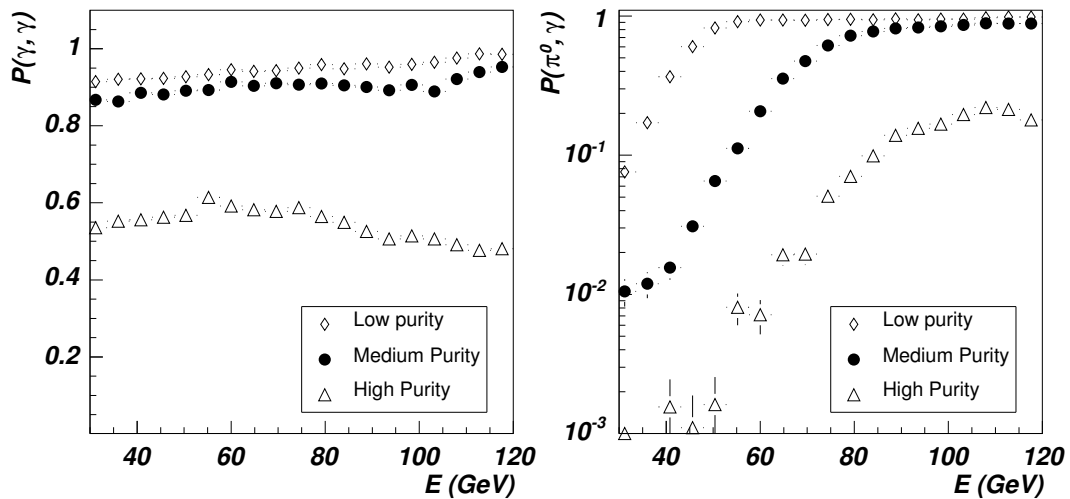 P(γ, γ)
1
0.8
0.6
0.4
0.2
Low purity
Medium Purity
High Purity
40 60 80 100 120
E (GeV)
P(π⁰, γ)
1
10⁻¹
10⁻²
10⁻³
Low purity
Medium Purity
High Purity
40 60 80 100 120
E (GeV)